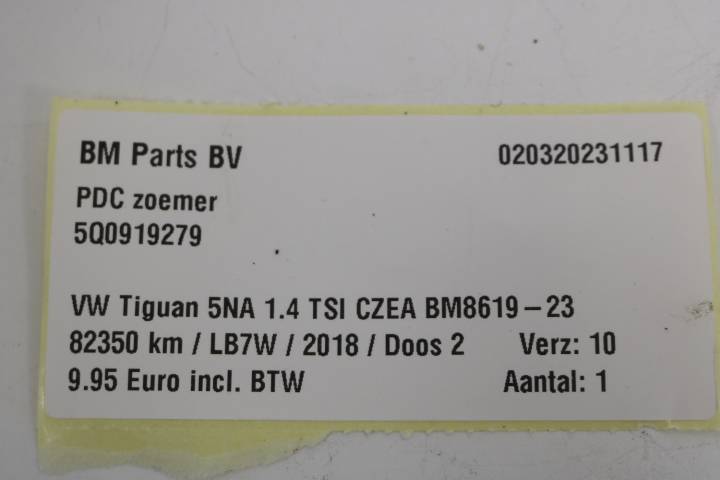 BM Parts BV 020320231117
PDC zoemer
5Q0919279
VW Tiguan 5NA 1.4 TSI CZEA BM8619-23
82350 km / LB7W / 2018 / Doos 2 Verz: 10
9.95 Euro incl. BTW Aantal: 1